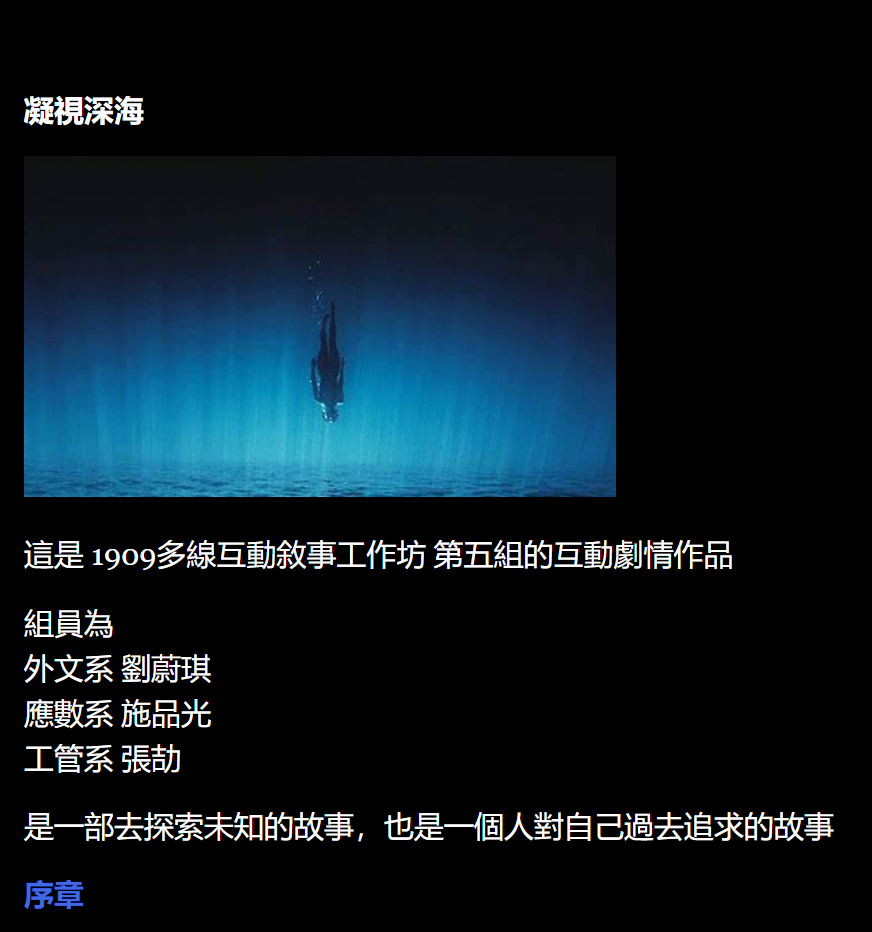 凝視深海
這是 1909多線互動敘事工作坊 第五組的互動劇情作品
組員為
外文系 劉蔚琪
應數系 施品光
工管系 張劼
是一部去探索未知的故事，也是一個人對自己過去追求的故事
序章